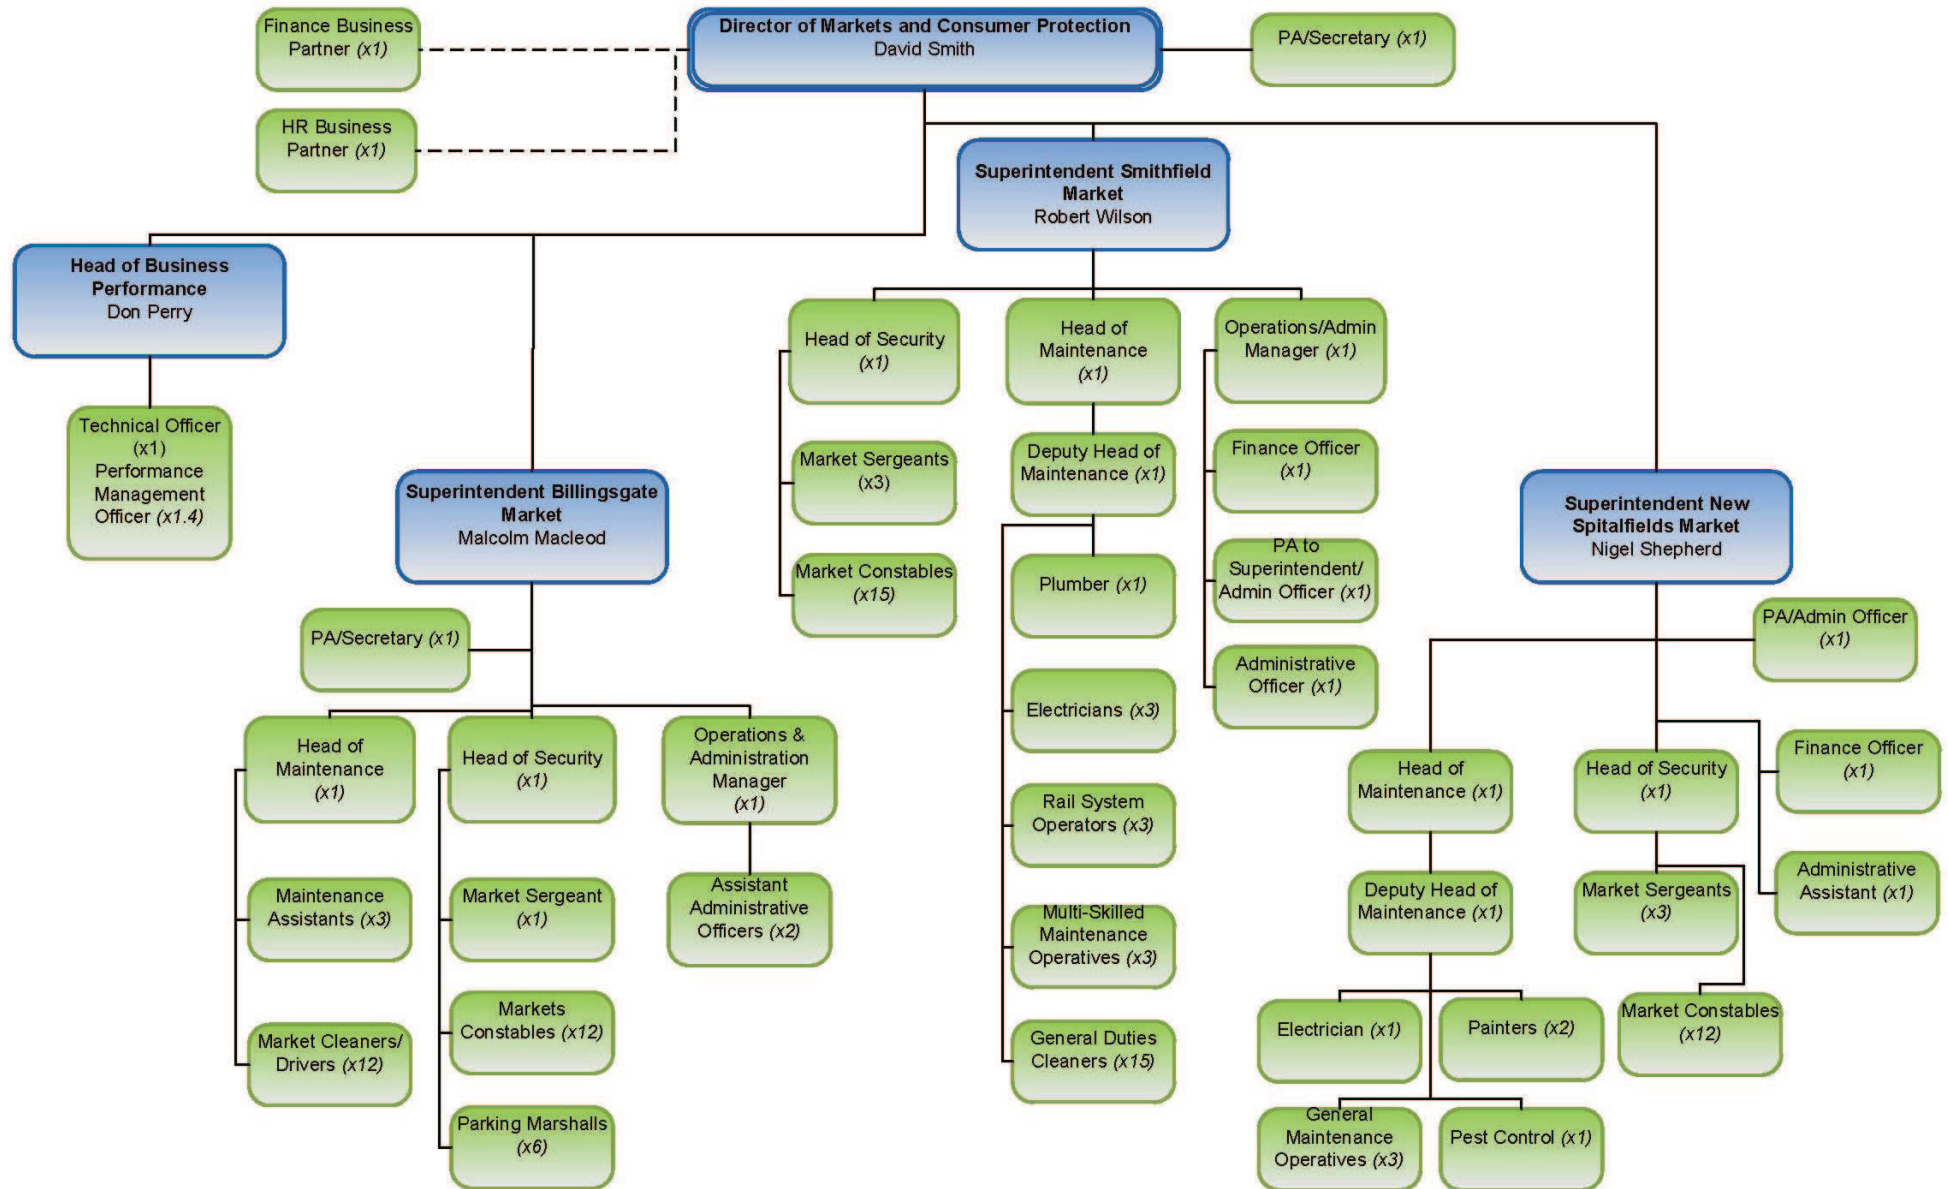 Finance Business
Partner (x1)
Director of Markets and Consumer Protection
David Smith
PA/Secretary (x1)
HR Business
Partner (x1)
Superintendent Smithfield
Market
Robert Wilson
Head of Business
Performance
Don Perry
Technical Officer
(x1)
Performance
Management
Officer (x1.4)
Superintendent Billingsgate
Market
Malcolm Macleod
PA/Secretary (x1)
Head of
Maintenance
(x1)
Maintenance
Assistants (x3)
Market Cleaners/
Drivers (x12)
Head of Security
(x1)
Market Sergeant
(x1)
Markets
Constables (x12)
Parking Marshalls
(x6)
Operations &
Administration
Manager
(x1)
Assistant
Administrative
Officers (x2)
Head of Security
(x1)
Market Sergeants
(x3)
Market Constables
(x15)
Head of
Maintenance
(x1)
Deputy Head of
Maintenance (x1)
Plumber (x1)
Electricians (x3)
Rail System
Operators (x3)
Multi-Skilled
Maintenance
Operatives (x3)
General Duties
Cleaners (x15)
Operations/Admin
Manager (x1)
Finance Officer
(x1)
PA to
Superintendent/
Admin Officer (x1)
Administrative
Officer (x1)
Superintendent New
Spitalfields Market
Nigel Shepherd
PA/Admin Officer
(x1)
Head of
Maintenance (x1)
Deputy Head of
Maintenance (x1)
Electrician (x1)
Painters (x2)
General
Maintenance
Operatives (x3)
Pest Control (x1)
Head of Security
(x1)
Market Sergeants
(x3)
Market Constables
(x12)
Finance Officer
(x1)
Administrative
Assistant (x1)